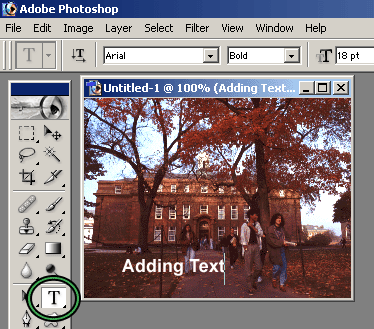 Adobe Photoshop
File Edit Image Layer Select Filter View Window Help
T T Arial Bold T 18 pt
Untitled-1 @ 100% (Adding Text...
Adding Text
T